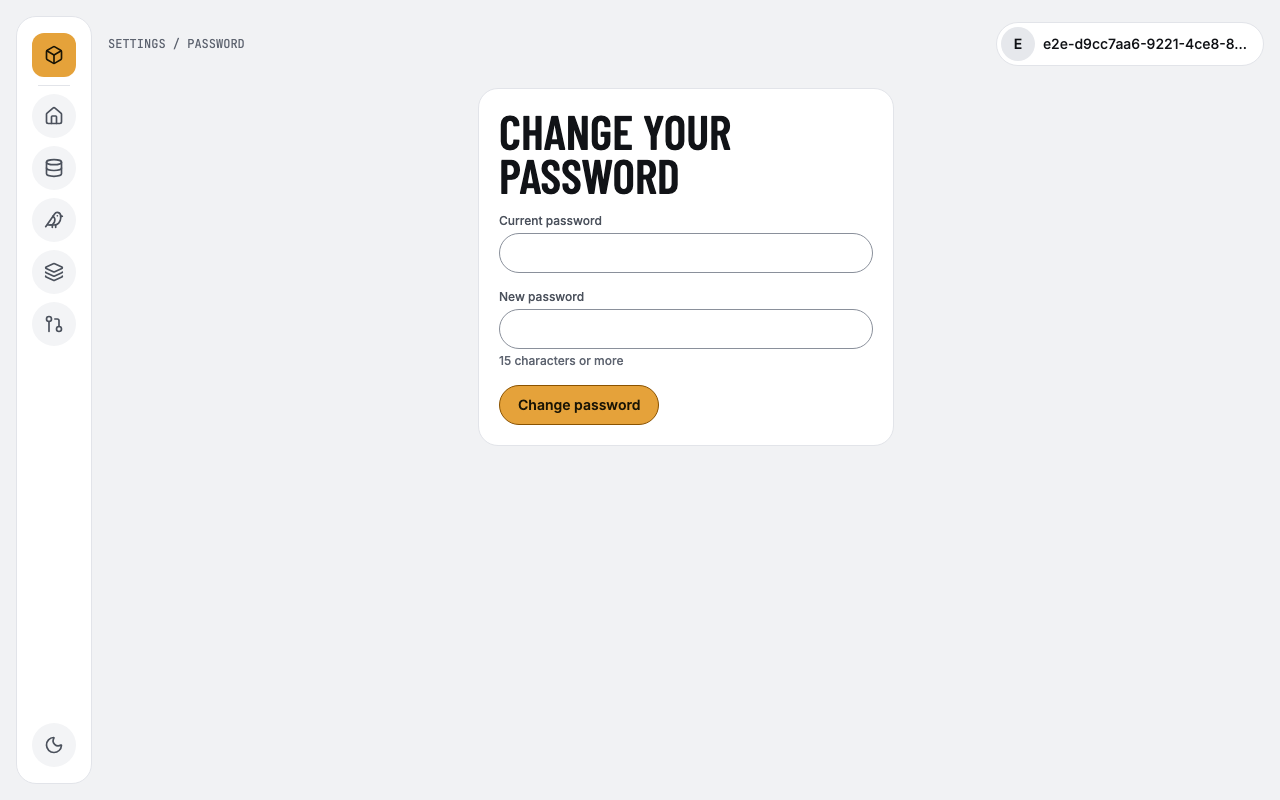 SETTINGS / PASSWORD
E
e2e-d9cc7aa6-9221-4ce8-8...
CHANGE YOUR
PASSWORD
Current password
New password
15 characters or more
Change password